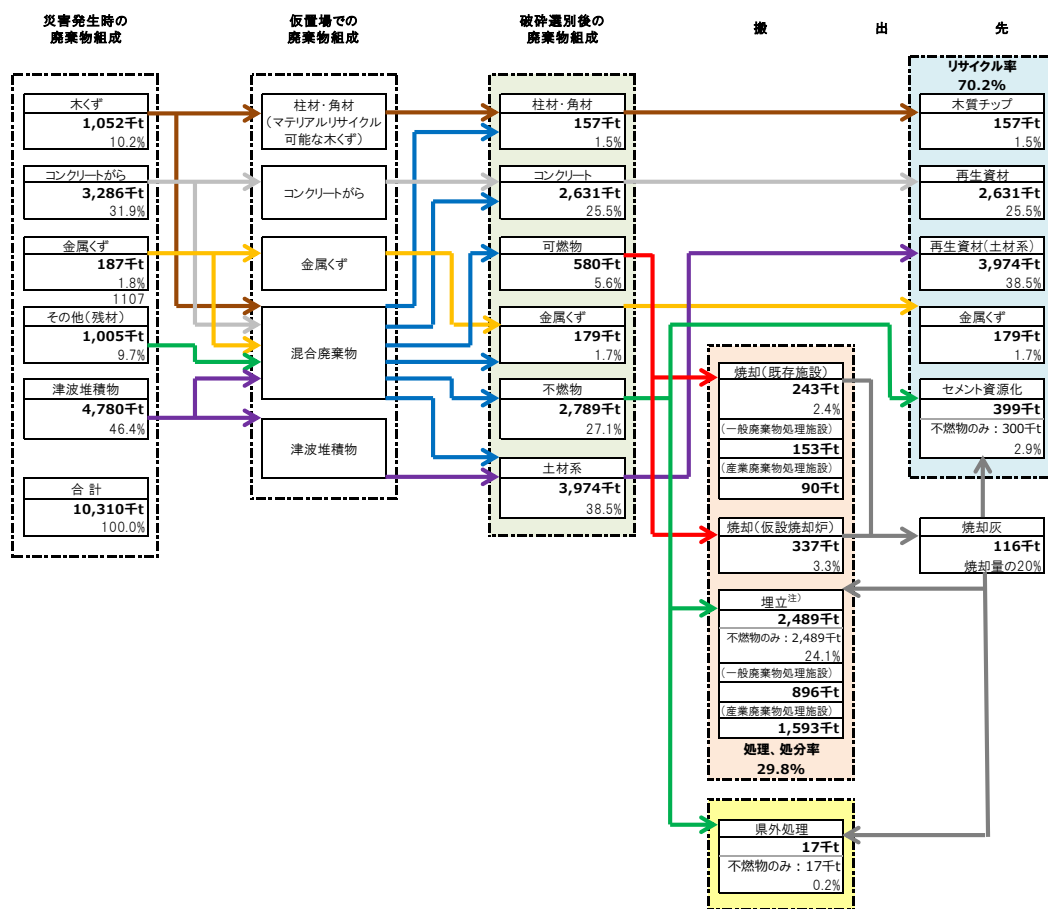 災害発生時の
廃棄物組成
仮置場での
廃棄物組成
破砕選別後の
廃棄物組成
搬 出 先
木くず
1,052千t
10.2%
コンクリートがら
3,286千t
31.9%
金属くず
187千t
1.8%
1107
その他(残材)
1,005千t
9.7%
津波堆積物
4,780千t
46.4%
合計
10,310千t
100.0%
柱材・角材
(マテリアルリサイクル
可能な木くず)
コンクリートがら
金属くず
混合廃棄物
津波堆積物
柱材・角材
157千t
1.5%
コンクリート
2,631千t
25.5%
可燃物
580千t
5.6%
金属くず
179千t
1.7%
不燃物
2,789千t
27.1%
土材系
3,974千t
38.5%
焼却(既存施設)
243千t
2.4%
(一般廃棄物処理施設)
153千t
(産業廃棄物処理施設)
90千t
焼却(仮設焼却炉)
337千t
3.3%
埋立注)
2,489千t
不燃物のみ:2,489千t
24.1%
(一般廃棄物処理施設)
896千t
(産業廃棄物処理施設)
1,593千t
処理、処分率
29.8%
県外処理
17千t
不燃物のみ:17千t
0.2%
リサイクル率
70.2%
木質チップ
157千t
1.5%
再生資材
2,631千t
25.5%
再生資材(土材系)
3,974千t
38.5%
金属くず
179千t
1.7%
セメント資源化
399千t
不燃物のみ:300千t
2.9%
焼却灰
116千t
焼却量の20%